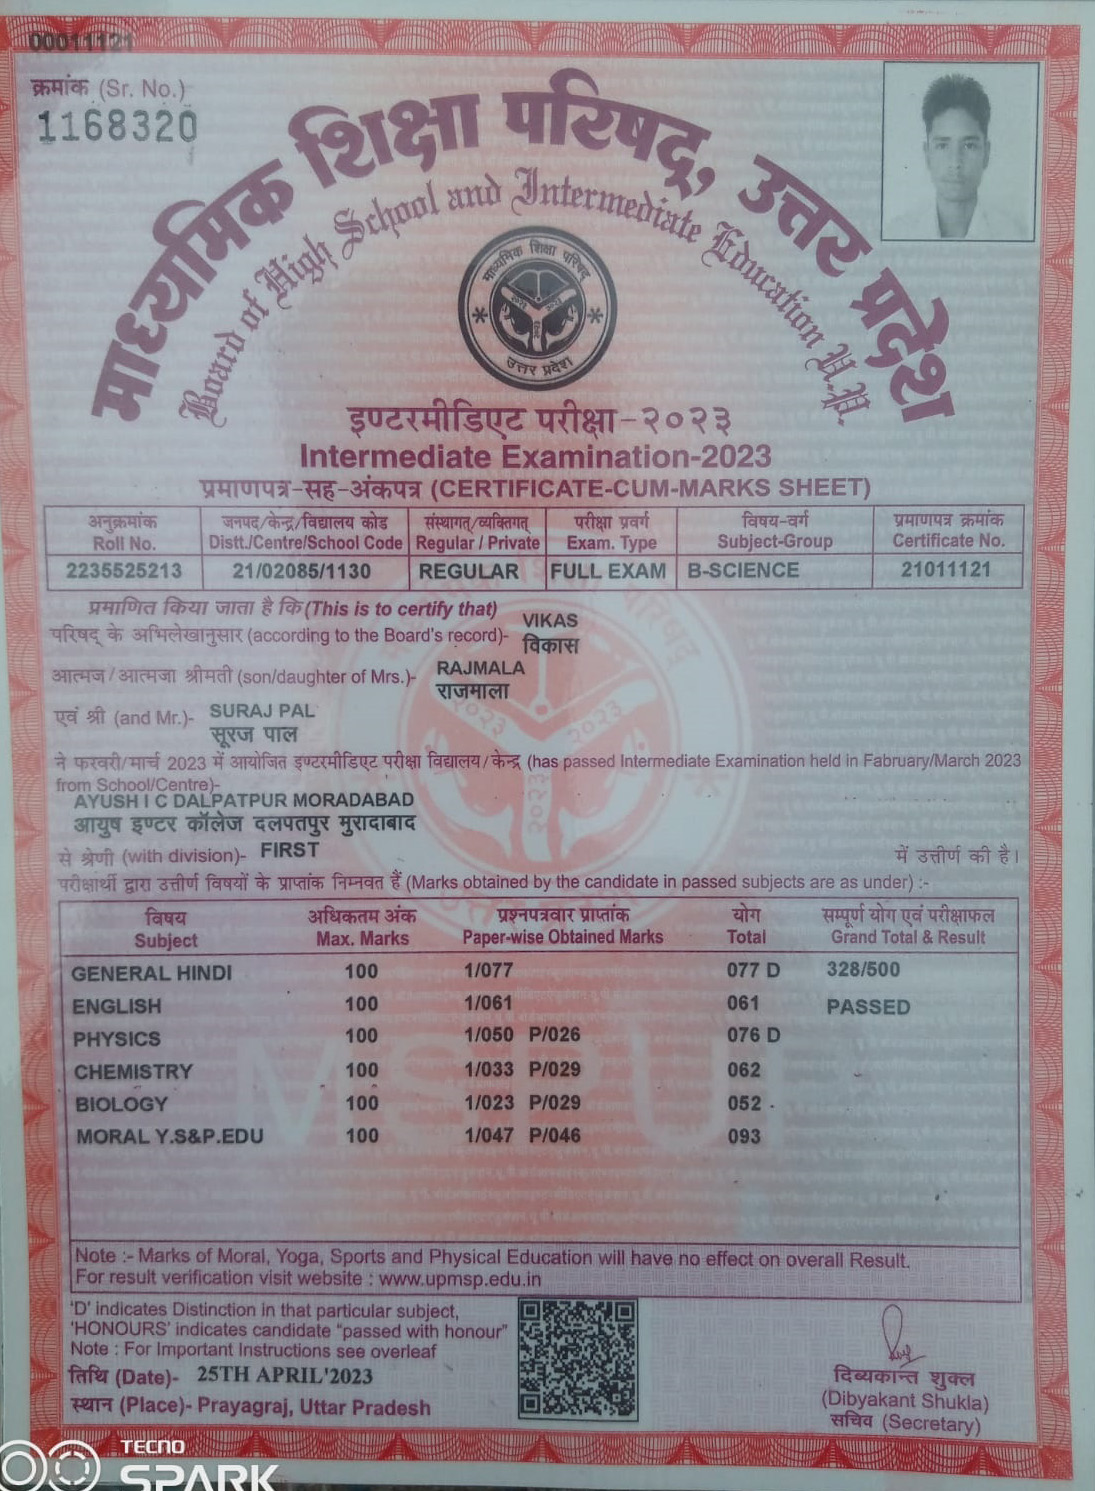 00011121
क्रमांक (Sr. No.)
1168320
माध्यमिक शिक्षा परिषद्, उत्तर प्रदेश
Board of High School and Intermediate Education U.P.
माध्यमिक शिक्षा परिषद्
उत्तर प्रदेश
इण्टरमीडिएट परीक्षा-२०२३
Intermediate Examination-2023
प्रमाणपत्र-सह-अंकपत्र (CERTIFICATE-CUM-MARKS SHEET)
अनुक्रमांक जनपद/केन्द्र/विद्यालय कोड संस्थागत/व्यक्तिगत परीक्षा प्रवर्ग विषय-वर्ग प्रमाणपत्र क्रमांक
Roll No. Distt./Centre/School Code Regular / Private Exam. Type Subject-Group Certificate No.
2235525213 21/02085/1130 REGULAR FULL EXAM B-SCIENCE 21011121
प्रमाणित किया जाता है कि (This is to certify that)
VIKAS
परिषद् के अभिलेखानुसार (according to the Board's record)- विकास
RAJMALA
आत्मज/आत्मजा श्रीमती (son/daughter of Mrs.)- राजमाला
एवं श्री (and Mr.)- SURAJ PAL
सूरज पाल
ने फरवरी/मार्च 2023 में आयोजित इण्टरमीडिएट परीक्षा विद्यालय/केन्द्र (has passed Intermediate Examination held in Fabruary/March 2023
from School/Centre)-
AYUSH I C DALPATPUR MORADABAD
आयुष इण्टर कॉलेज दलपतपुर मुरादाबाद
से श्रेणी (with division)- FIRST में उत्तीर्ण की है।
परीक्षार्थी द्वारा उत्तीर्ण विषयों के प्राप्तांक निम्नवत हैं (Marks obtained by the candidate in passed subjects are as under) :-
विषय अधिकतम अंक प्रश्नपत्रवार प्राप्तांक योग सम्पूर्ण योग एवं परीक्षाफल
Subject Max. Marks Paper-wise Obtained Marks Total Grand Total & Result
GENERAL HINDI 100 1/077 077 D 328/500
ENGLISH 100 1/061 061 PASSED
PHYSICS 100 1/050 P/026 076 D
CHEMISTRY 100 1/033 P/029 062
BIOLOGY 100 1/023 P/029 052
MORAL Y.S&P.EDU 100 1/047 P/046 093
Note :- Marks of Moral, Yoga, Sports and Physical Education will have no effect on overall Result.
For result verification visit website : www.upmsp.edu.in
'D' indicates Distinction in that particular subject,
'HONOURS' indicates candidate "passed with honour"
Note : For Important Instructions see overleaf
तिथि (Date)- 25TH APRIL'2023
स्थान (Place)- Prayagraj, Uttar Pradesh
दिब्यकान्त शुक्ल
(Dibyakant Shukla)
सचिव (Secretary)
TECNO
SPARK